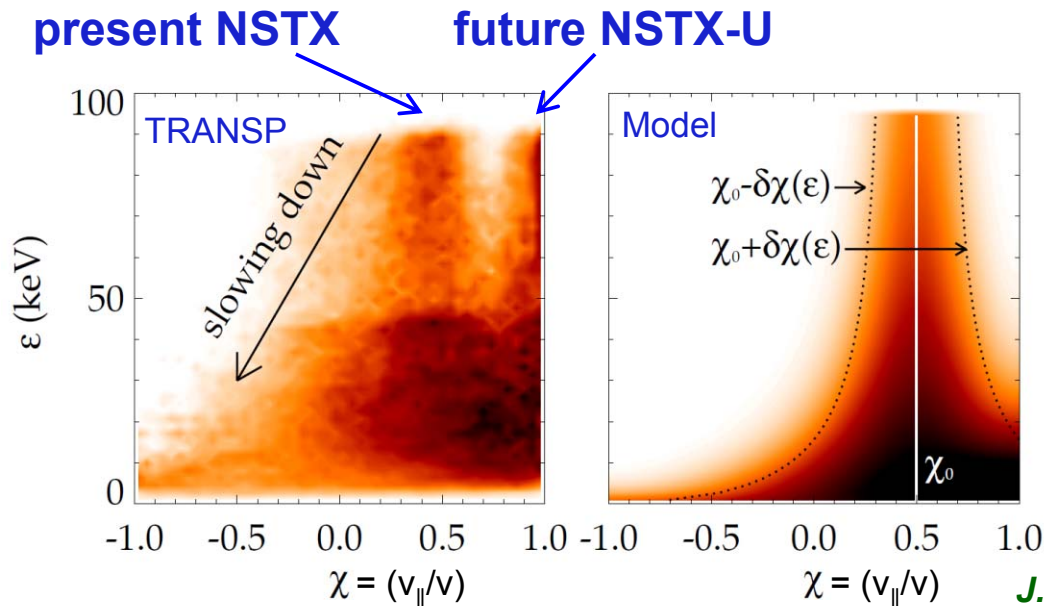 present NSTX
future NSTX-U
TRANSP
Model
ε (keV)
100
50
0
slowing down
χ₀-δχ(ε)
χ₀+δχ(ε)
χ₀
-1.0 -0.5 0.0 0.5 1.0
-1.0 -0.5 0.0 0.5 1.0
χ = (v||/v)
χ = (v||/v)
J.